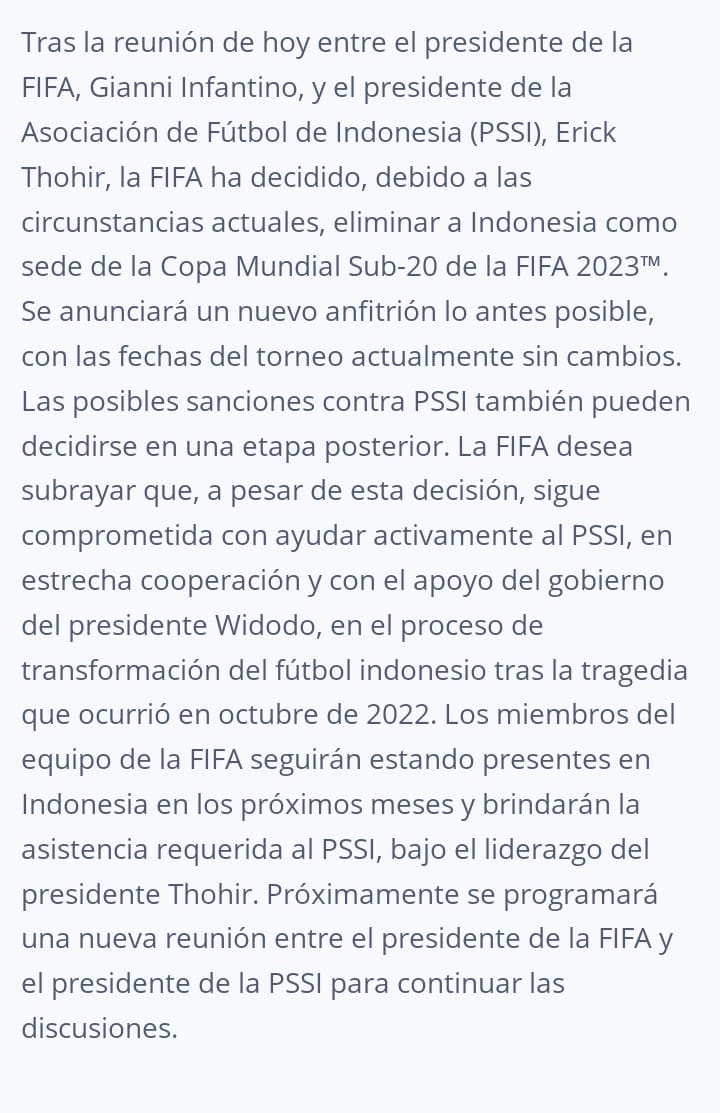 Tras la reunión de hoy entre el presidente de la
FIFA, Gianni Infantino, y el presidente de la
Asociación de Fútbol de Indonesia (PSSI), Erick
Thohir, la FIFA ha decidido, debido a las
circunstancias actuales, eliminar a Indonesia como
sede de la Copa Mundial Sub-20 de la FIFA 2023™.
Se anunciará un nuevo anfitrión lo antes posible,
con las fechas del torneo actualmente sin cambios.
Las posibles sanciones contra PSSI también pueden
decidirse en una etapa posterior. La FIFA desea
subrayar que, a pesar de esta decisión, sigue
comprometida con ayudar activamente al PSSI, en
estrecha cooperación y con el apoyo del gobierno
del presidente Widodo, en el proceso de
transformación del fútbol indonesio tras la tragedia
que ocurrió en octubre de 2022. Los miembros del
equipo de la FIFA seguirán estando presentes en
Indonesia en los próximos meses y brindarán la
asistencia requerida al PSSI, bajo el liderazgo del
presidente Thohir. Próximamente se programará
una nueva reunión entre el presidente de la FIFA y
el presidente de la PSSI para continuar las
discusiones.